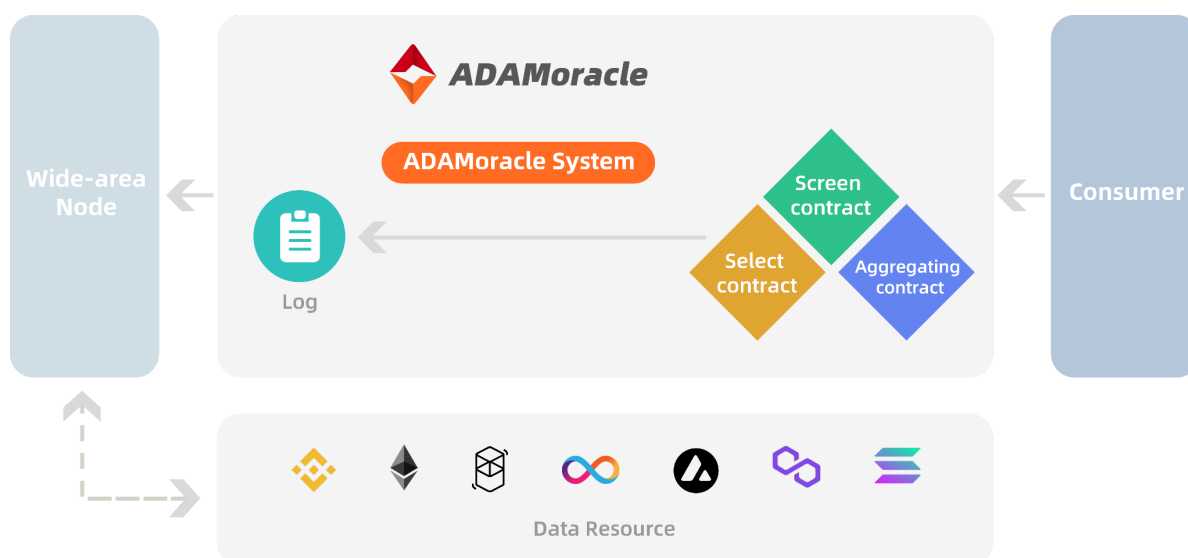 ADAMoracle
ADAMoracle System
Wide-area
Node
Screen
contract
Consumer
Select
contract
Aggregating
contract
Log
Data Resource